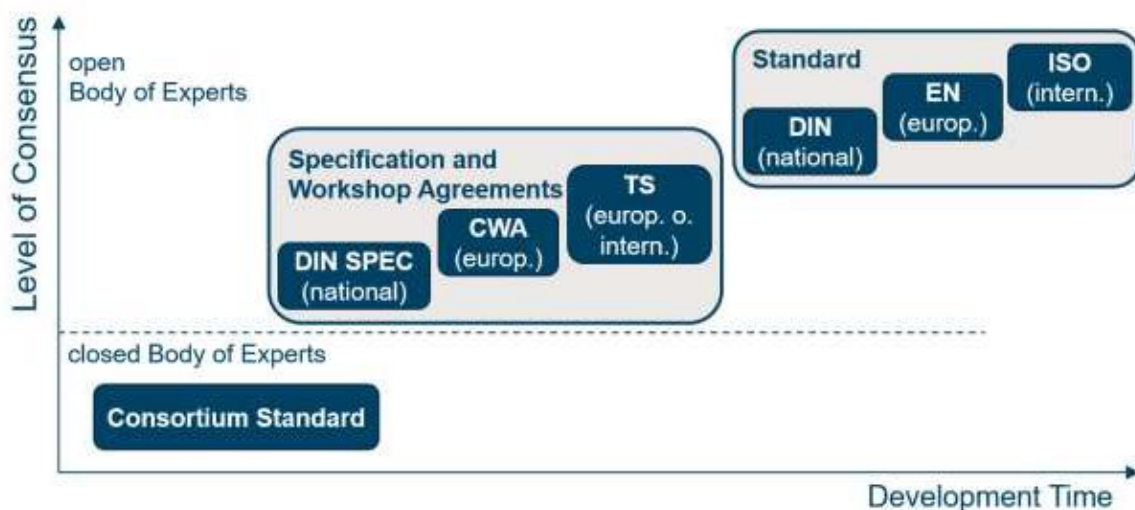 Level of Consensus
open
Body of Experts
Standard
ISO
(intern.)
EN
(europ.)
DIN
(national)
Specification and
Workshop Agreements
TS
(europ. o.
intern.)
CWA
(europ.)
DIN SPEC
(national)
closed Body of Experts
Consortium Standard
Development Time